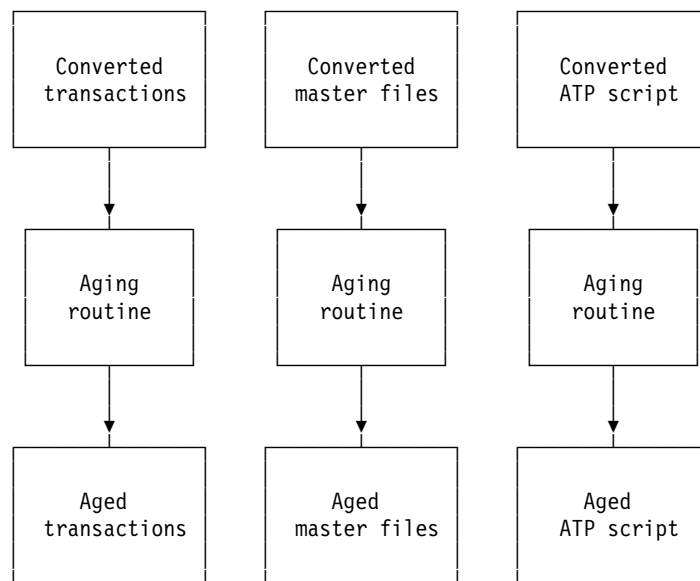 Converted
transactions
Converted
master files
Converted
ATP script
Aging
routine
Aging
routine
Aging
routine
Aged
transactions
Aged
master files
Aged
ATP script